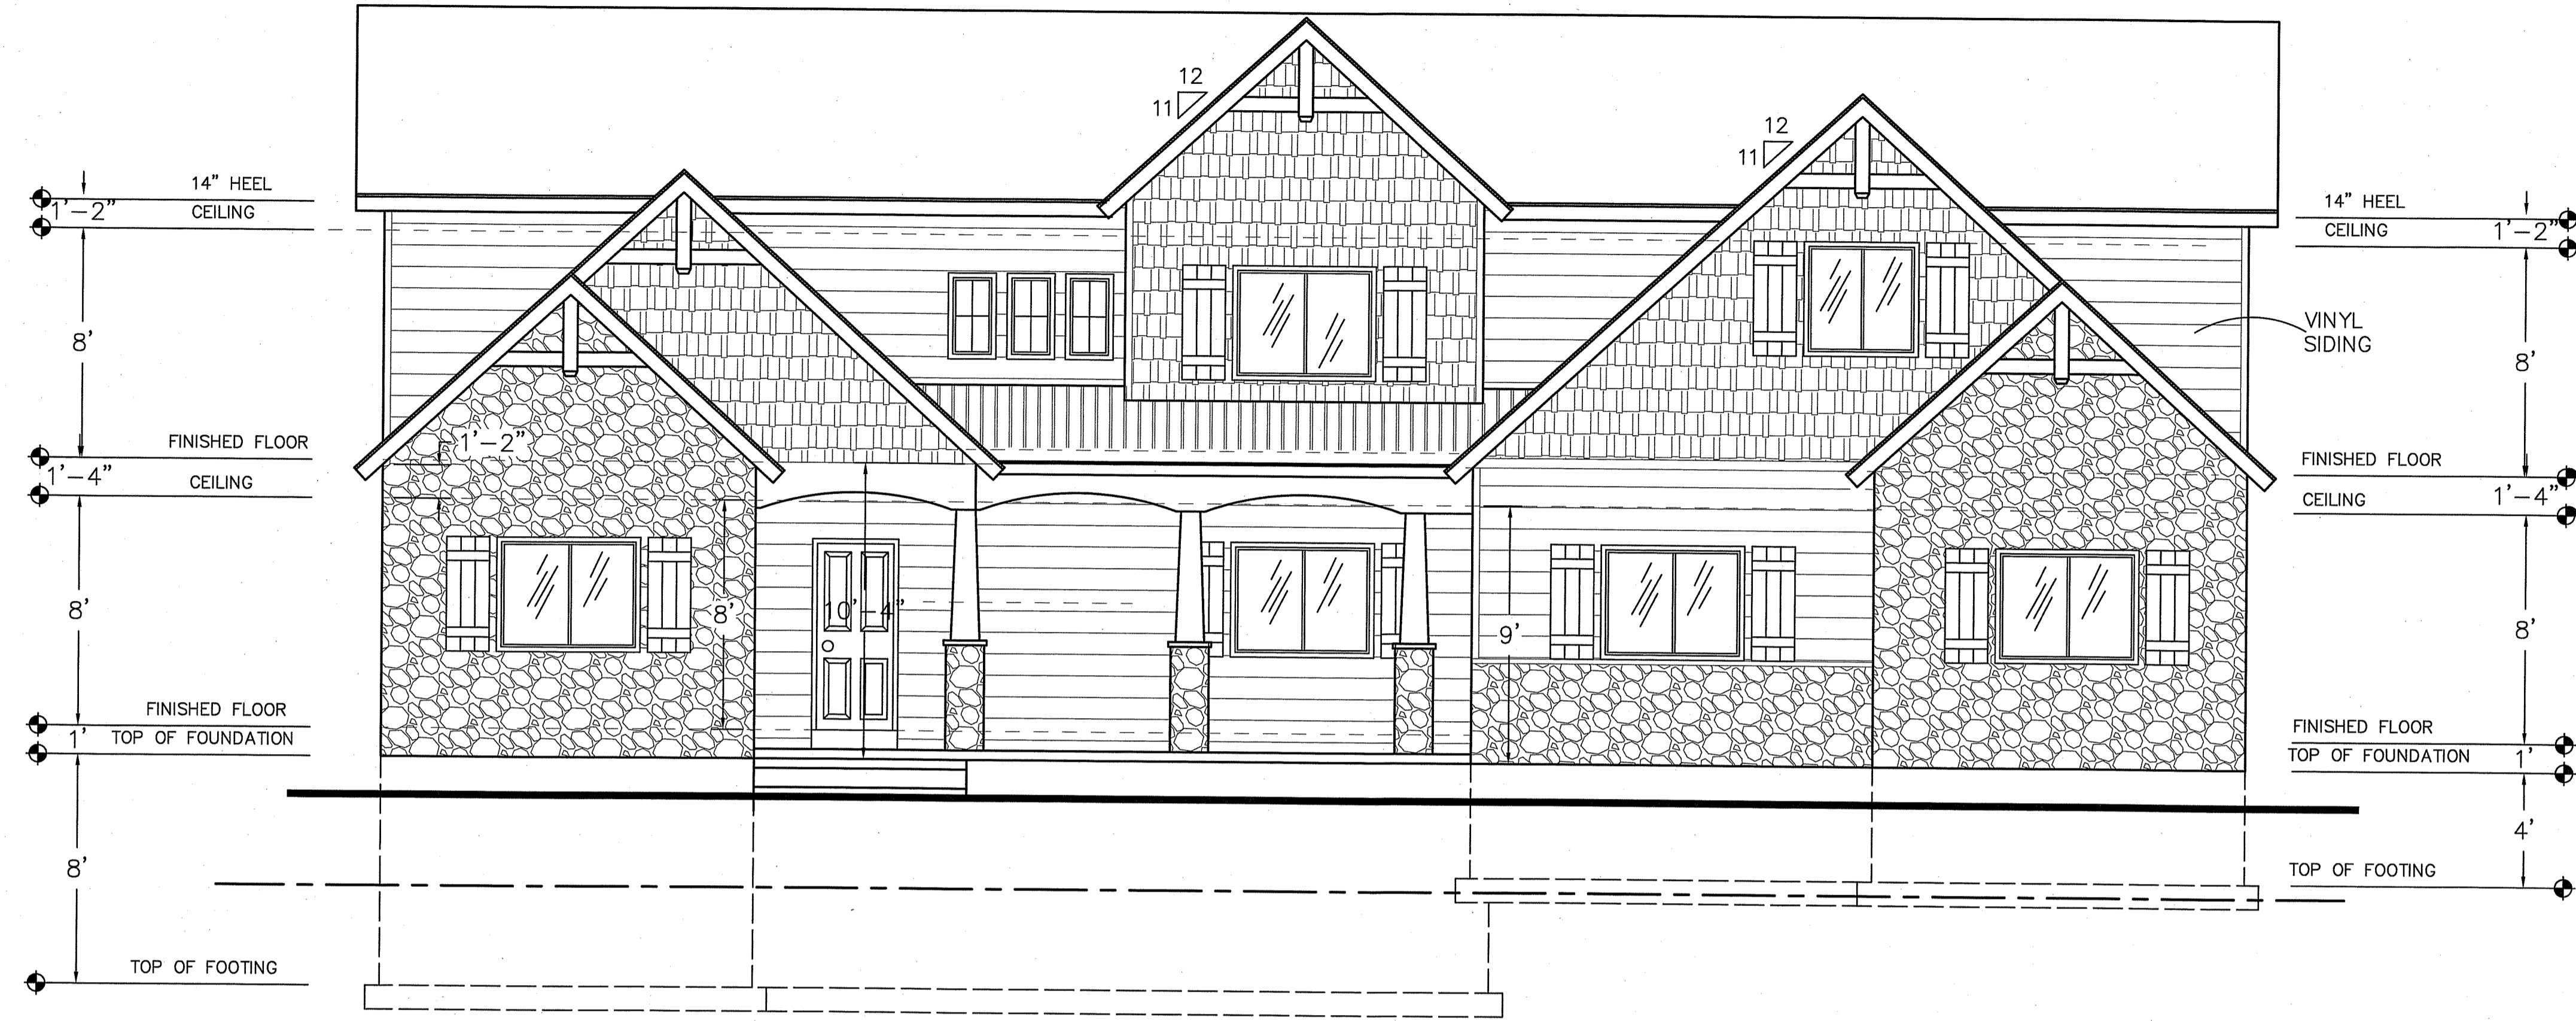 12
11
12
11
14" HEEL
1'-2"
CEILING
8'
FINISHED FLOOR
1'-4"
CEILING
8'
FINISHED FLOOR
1'
TOP OF FOUNDATION
8'
TOP OF FOOTING
1'-2"
8'
10'-4"
9'
14" HEEL
CEILING
1'-2"
VINYL
SIDING
8'
FINISHED FLOOR
CEILING
1'-4"
8'
FINISHED FLOOR
TOP OF FOUNDATION
1'
4'
TOP OF FOOTING